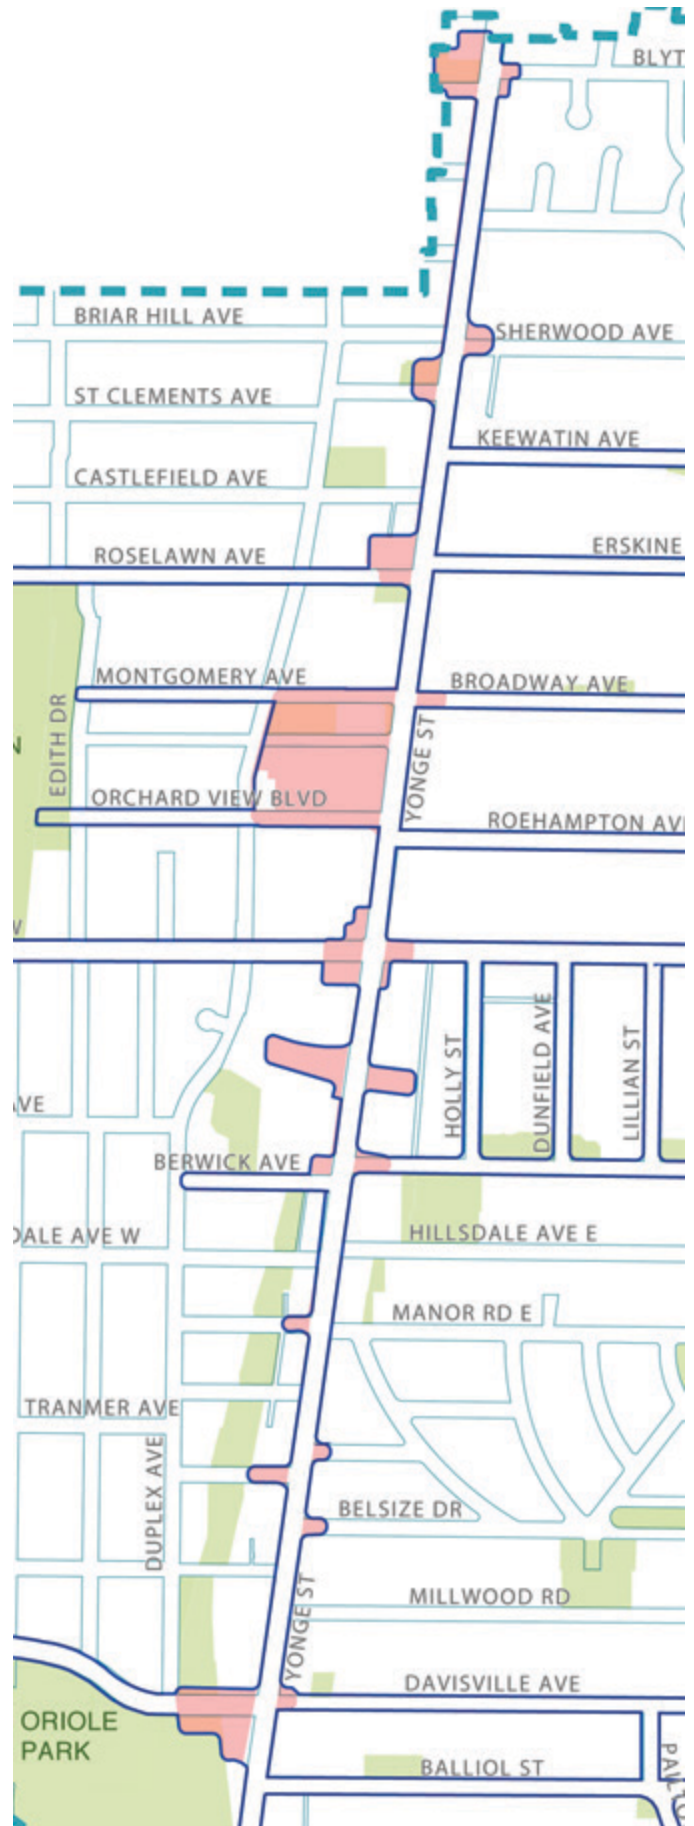 BLYT
BRIAR HILL AVE
SHERWOOD AVE
ST CLEMENTS AVE
KEEWATIN AVE
CASTLEFIELD AVE
ERSKINE
ROSELAWN AVE
MONTGOMERY AVE
BROADWAY AVE
EDITH DR
YONGE ST
N
ORCHARD VIEW BLVD
ROEHAMPTON AV
W
HOLLY ST
DUNFIELD AVE
LILLIAN ST
AVE
BERWICK AVE
DALE AVE W
HILLSDALE AVE E
MANOR RD E
TRANMER AVE
DUPLEX AVE
BELSIZE DR
MILLWOOD RD
YONGE ST
DAVISVILLE AVE
ORIOLE
PARK
BALLIOL ST